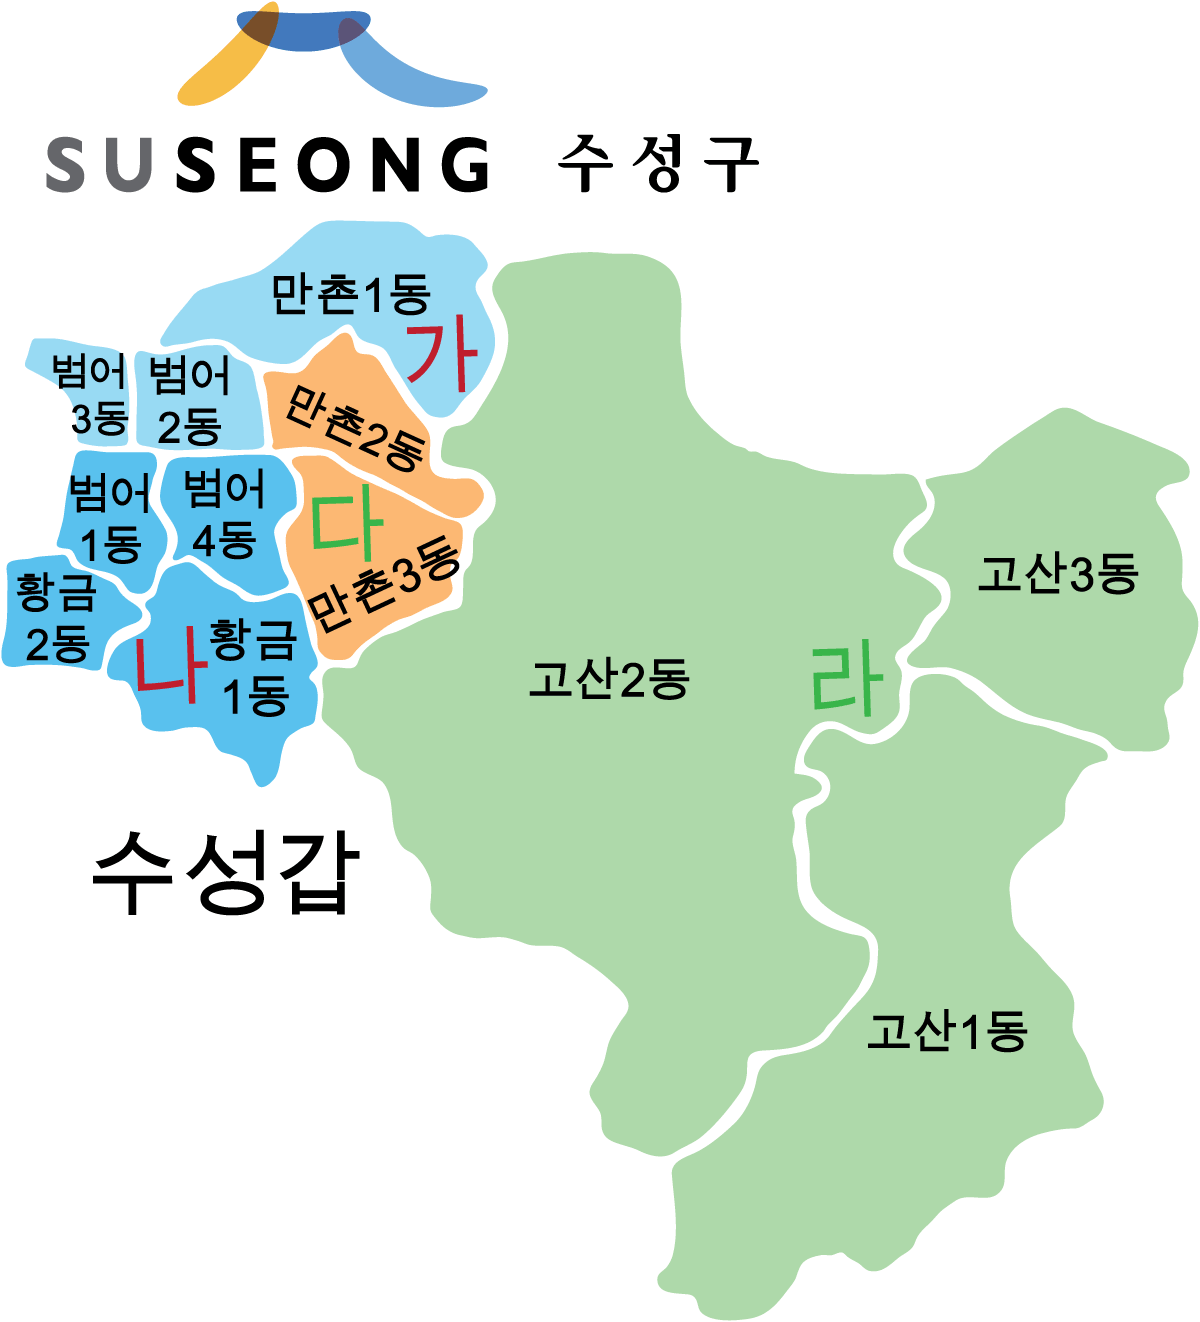 SUSEONG 수성구
만촌1동
가
범어
3동
범어
2동
만촌2동
범어
1동
범어
4동
다
만촌3동
황금
2동
나
황금
1동
고산3동
고산2동
라
수성갑
고산1동